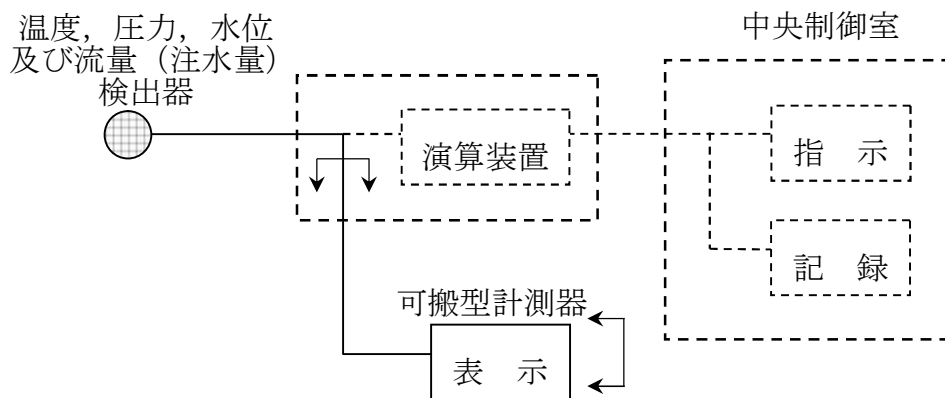 温度，圧力，水位
及び流量（注水量）
検出器
中央制御室
演算装置
指　示
記　録
可搬型計測器
表　示